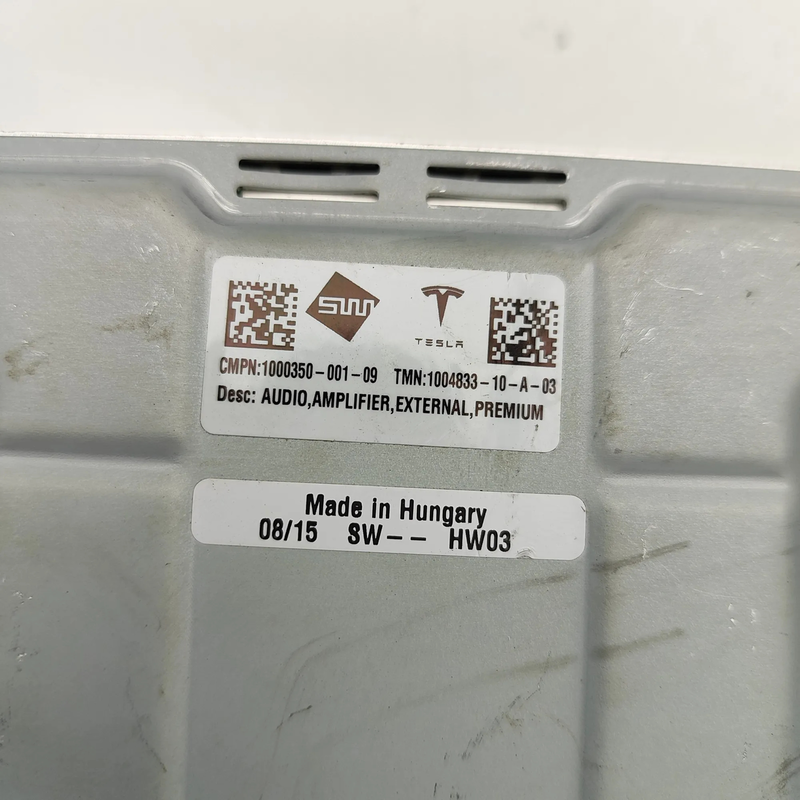 SWM
TESLA
CMPN:1000350-001-09 TMN:1004833-10-A-03
Desc: AUDIO,AMPLIFIER,EXTERNAL,PREMIUM
Made in Hungary
08/15 SW-- HW03